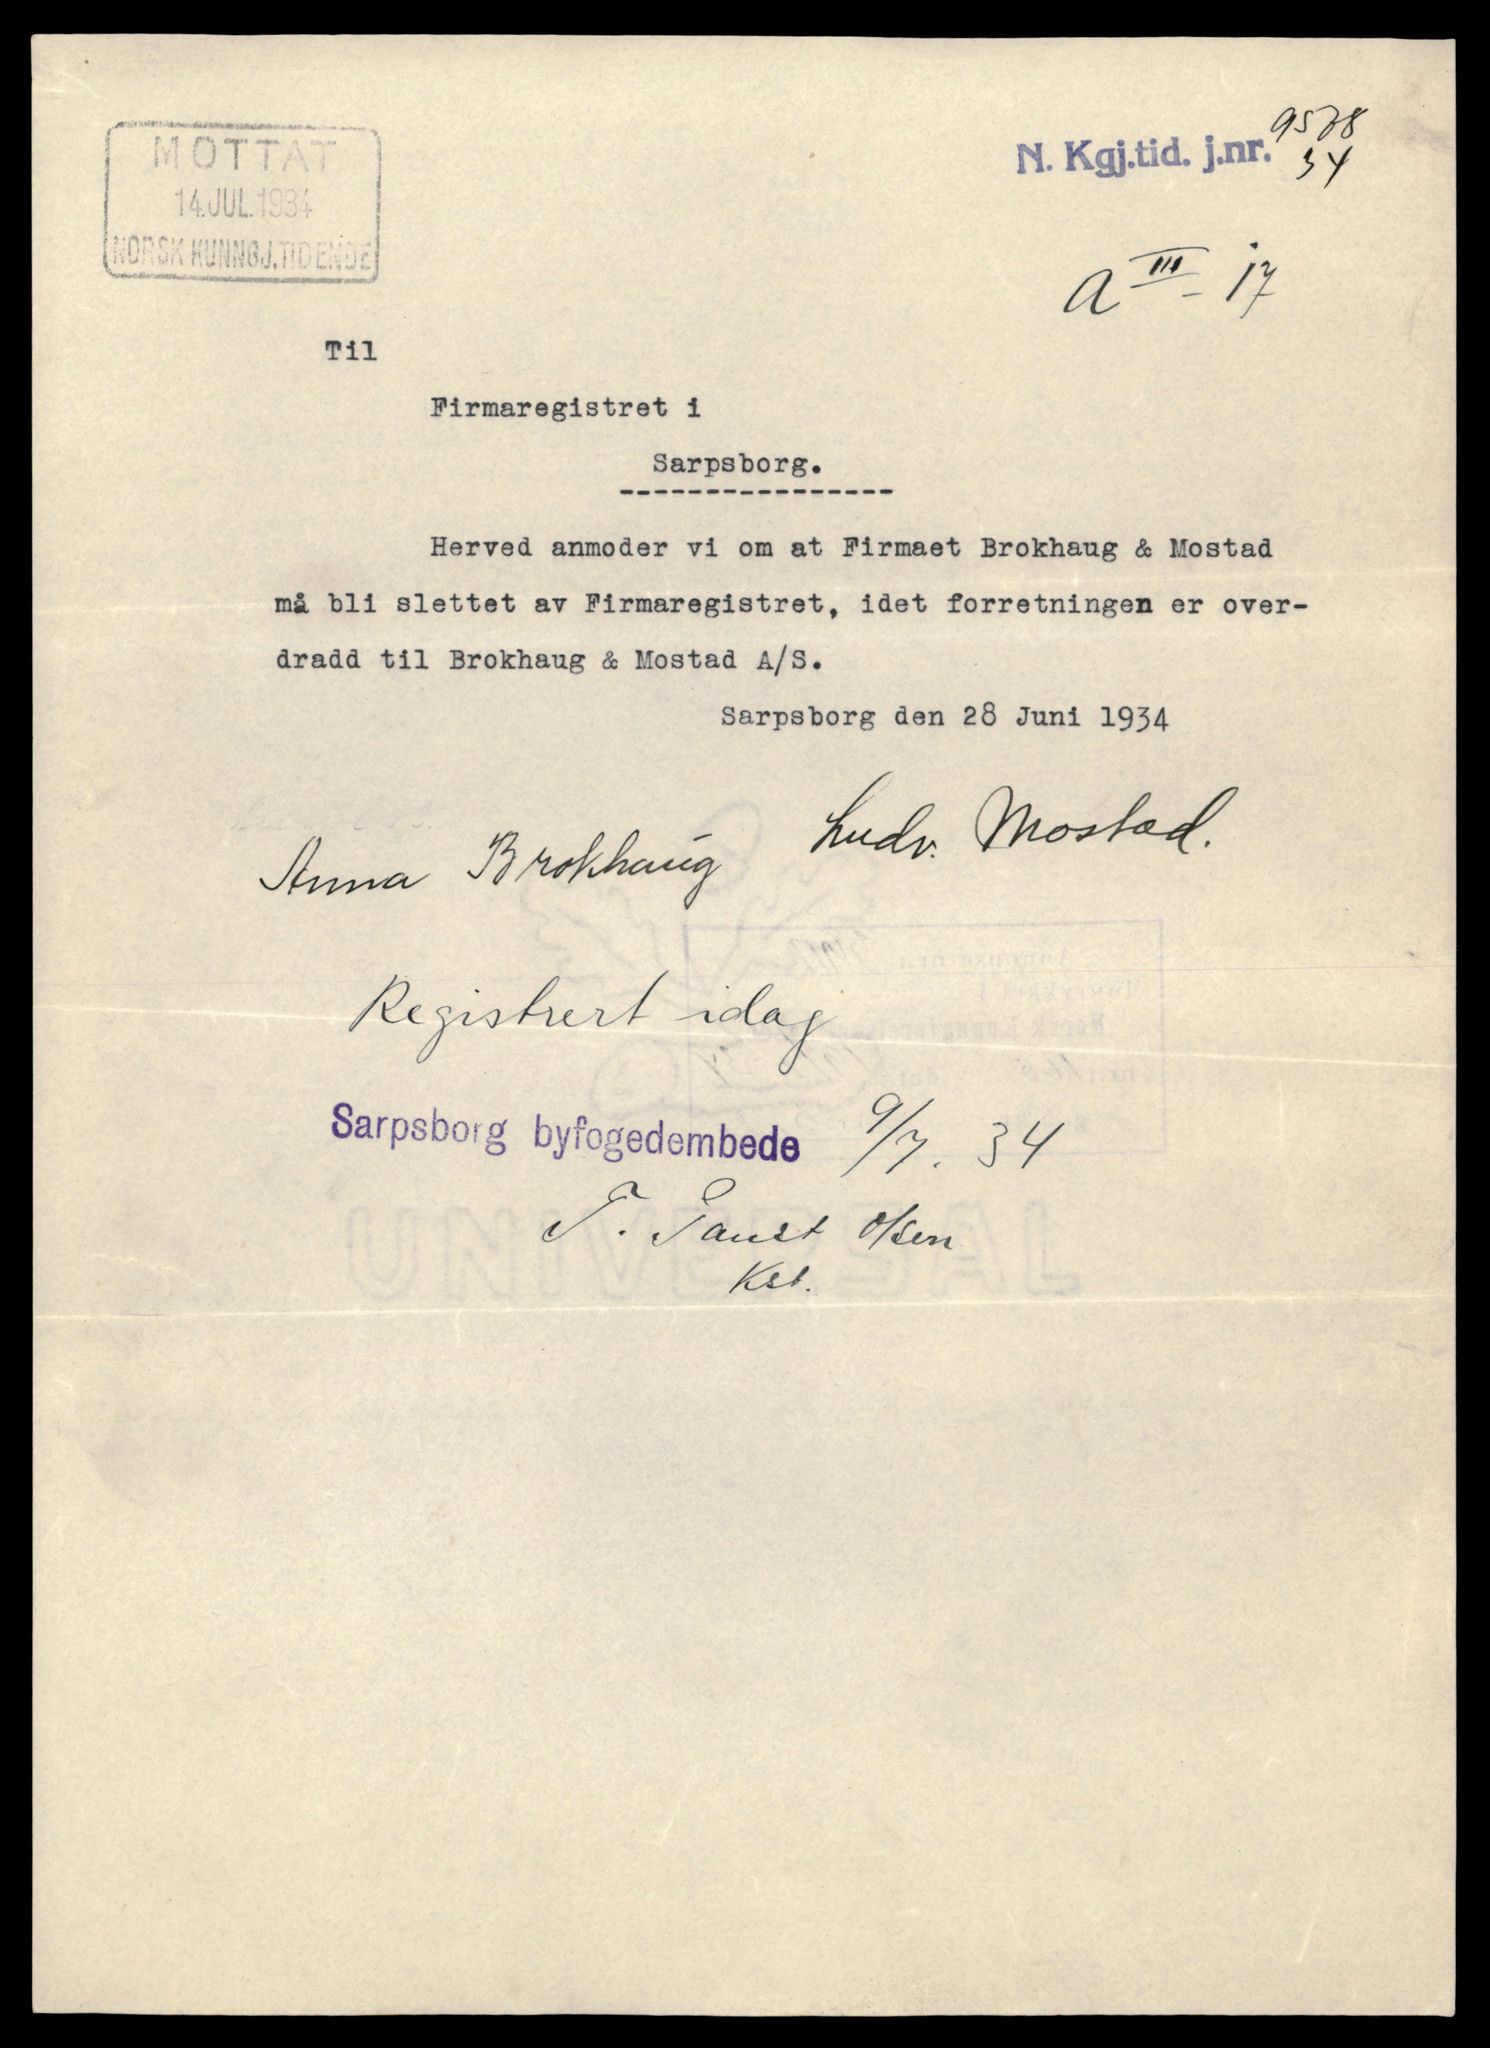 MOTTAT
14.JUL.1934
NORSK KUNNGJ.TIDENDE
N. Kgj.tid. j.nr.
34
a III - 17
Til
Firmaregistret i
Sarpsborg.
----------------
Herved anmoder vi om at Firmaet Brokhaug & Mostad
må bli slettet av Firmaregistret, idet forretningen er over-
dradd til Brokhaug & Mostad A/S.
Sarpsborg den 28 Juni 1934
Ludv. Mostad.
Anna Brokhaug
Registrert idag
Sarpsborg byfogedembede 9/7. 34
Olsen
Kst.